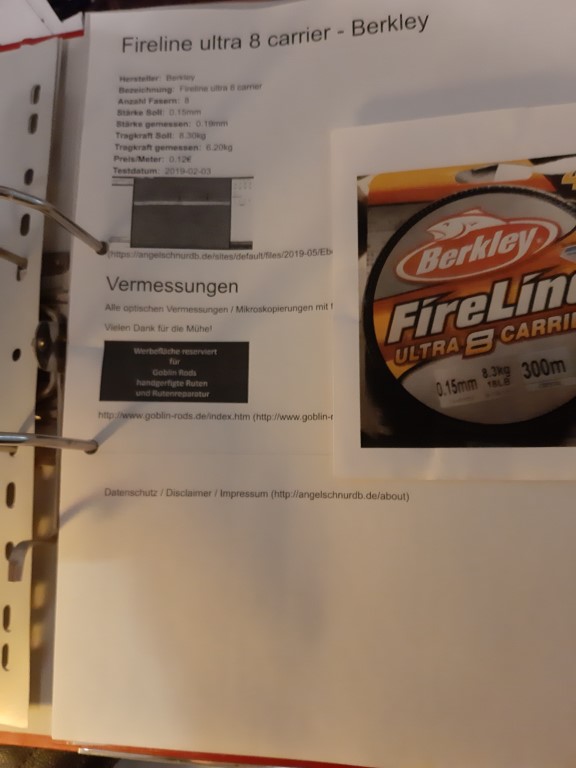 Fireline ultra 8 carrier - Berkley
Hersteller: Berkley
Bezeichnung: Fireline ultra 8 carrier
Anzahl Fasern: 8
Stärke Soll: 0.15mm
Stärke gemessen: 0.19mm
Tragkraft Soll: 8.30kg
Tragkraft gemessen: 6.20kg
Preis/Meter: 0.12€
Testdatum: 2019-02-03
(https://angelschnurdb.de/sites/default/files/2019-05/Eb
Vermessungen
Alle optischen Vermessungen / Mikroskopierungen mit
Vielen Dank für die Mühe!
Werbefläche reserviert
für
Goblin Rods
handgefigte Ruten
und Rutenreparatur
http://www.goblin-rods.de/index.htm (http://www.goblin-r
Datenschutz / Disclaimer / Impressum (http://angelschnurdb.de/about)
Berkley
FireLin
ULTRA 8 CARRIE
0.15mm
8.3kg
18LB
300m